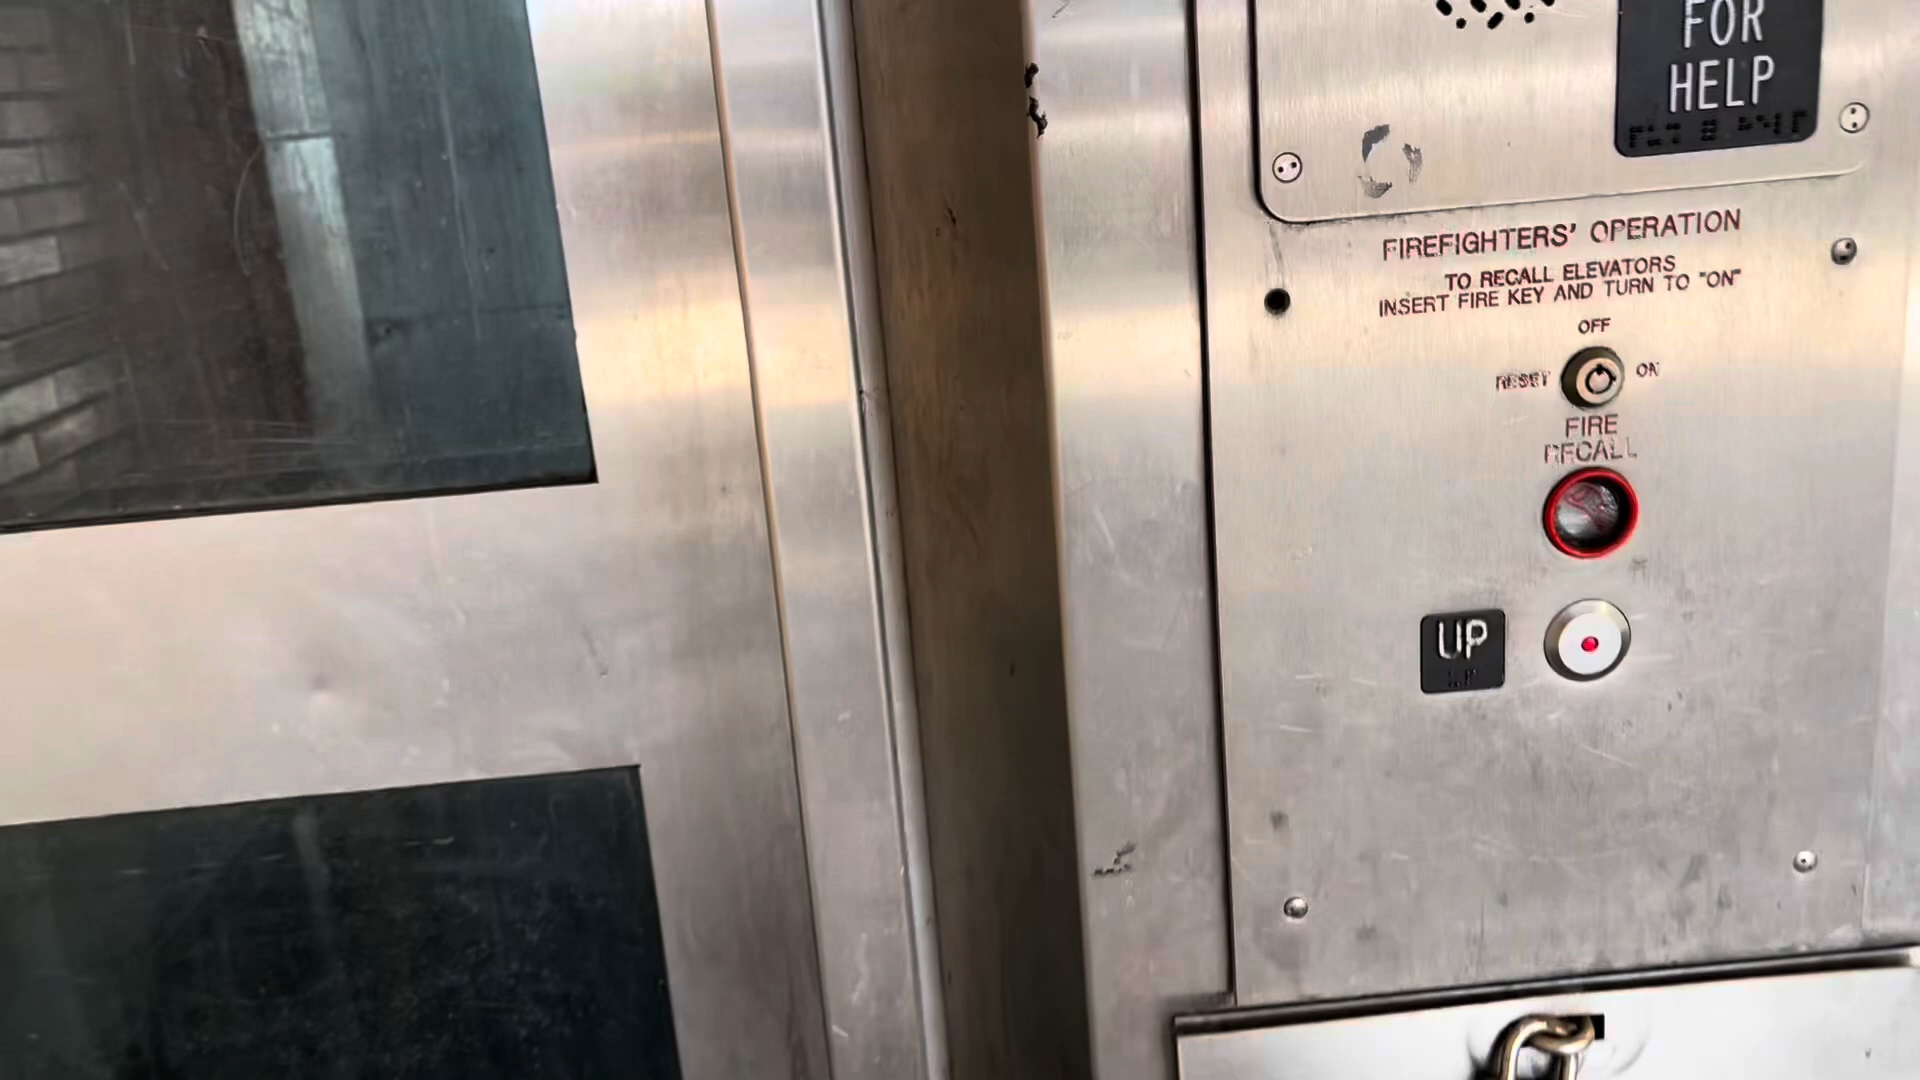 FOR
HELP
FIREFIGHTERS' OPERATION
TO RECALL ELEVATORS
INSERT FIRE KEY AND TURN TO "ON"
OFF
RESET
ON
FIRE
RECALL
UP